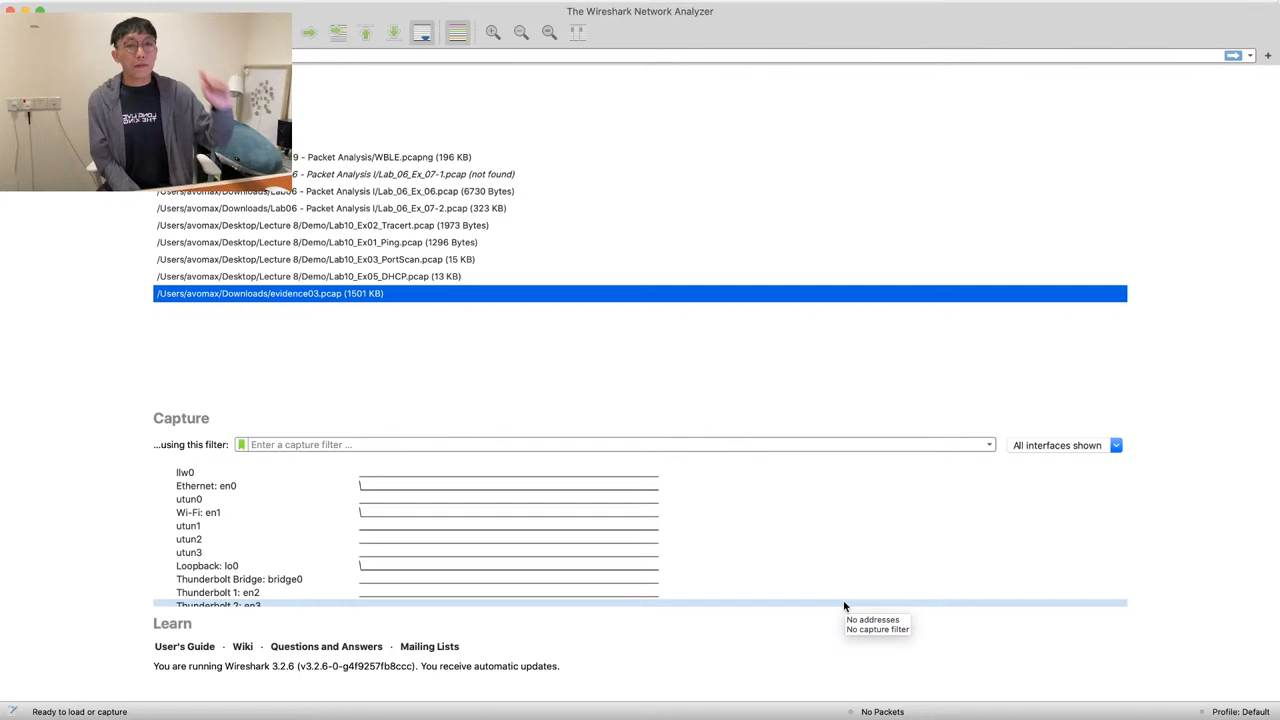 The Wireshark Network Analyzer
9 - Packet Analysis/WBLE.pcapng (196 KB)
6 - Packet Analysis I/Lab_06_Ex_07-1.pcap (not found)
/Users/avomax/Downloads/Lab06 - Packet Analysis I/Lab_06_Ex_06.pcap (6730 Bytes)
/Users/avomax/Downloads/Lab06 - Packet Analysis I/Lab_06_Ex_07-2.pcap (323 KB)
/Users/avomax/Desktop/Lecture 8/Demo/Lab10_Ex02_Tracert.pcap (1973 Bytes)
/Users/avomax/Desktop/Lecture 8/Demo/Lab10_Ex01_Ping.pcap (1296 Bytes)
/Users/avomax/Desktop/Lecture 8/Demo/Lab10_Ex03_PortScan.pcap (15 KB)
/Users/avomax/Desktop/Lecture 8/Demo/Lab10_Ex05_DHCP.pcap (13 KB)
/Users/avomax/Downloads/evidence03.pcap (1501 KB)
Capture
...using this filter: Enter a capture filter ... All interfaces shown
llw0
Ethernet: en0
utun0
Wi-Fi: en1
utun1
utun2
utun3
Loopback: lo0
Thunderbolt Bridge: bridge0
Thunderbolt 1: en2
Thunderbolt 2: en3
No addresses
No capture filter
Learn
User's Guide · Wiki · Questions and Answers · Mailing Lists
You are running Wireshark 3.2.6 (v3.2.6-0-g4f9257fb8ccc). You receive automatic updates.
Ready to load or capture No Packets Profile: Default